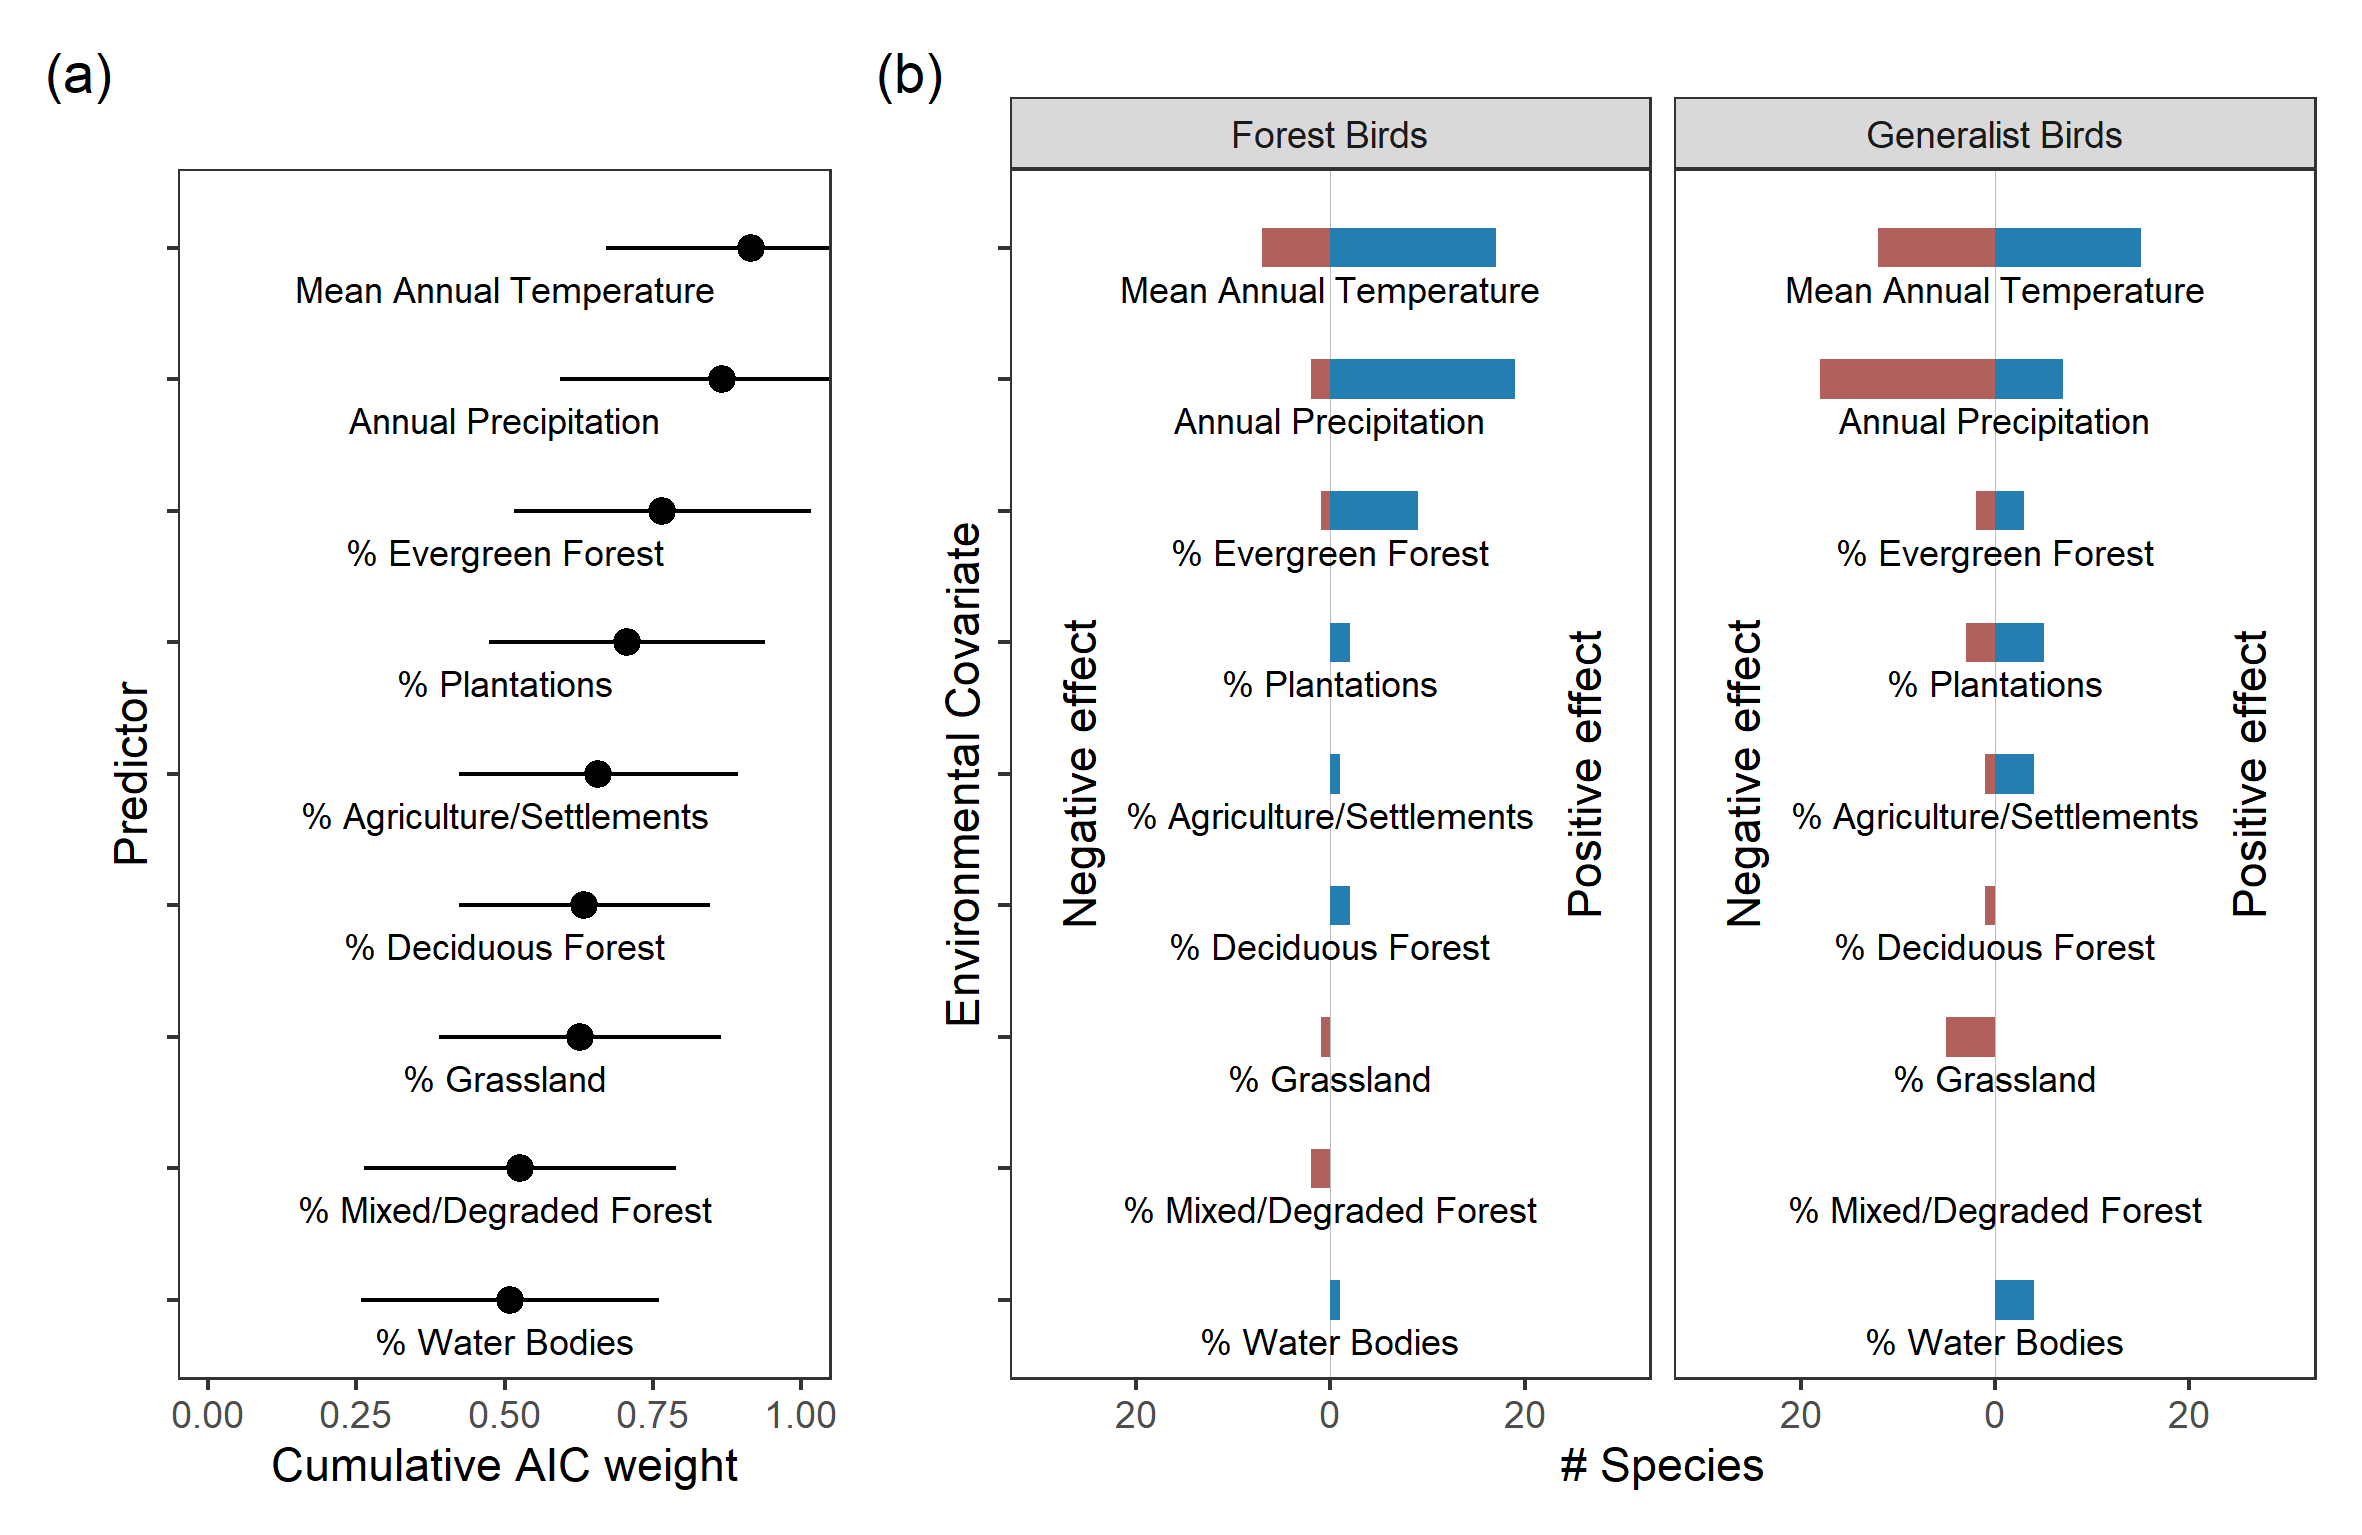 (a)
Predictor
Mean Annual Temperature
Annual Precipitation
% Evergreen Forest
% Plantations
% Agriculture/Settlements
% Deciduous Forest
% Grassland
% Mixed/Degraded Forest
% Water Bodies
0.00 0.25 0.50 0.75 1.00
Cumulative AIC weight
(b)
Environmental Covariate
Forest Birds
Negative effect
Positive effect
Mean Annual Temperature
Annual Precipitation
% Evergreen Forest
% Plantations
% Agriculture/Settlements
% Deciduous Forest
% Grassland
% Mixed/Degraded Forest
% Water Bodies
20 0 20
Generalist Birds
Negative effect
Positive effect
Mean Annual Temperature
Annual Precipitation
% Evergreen Forest
% Plantations
% Agriculture/Settlements
% Deciduous Forest
% Grassland
% Mixed/Degraded Forest
% Water Bodies
20 0 20
# Species